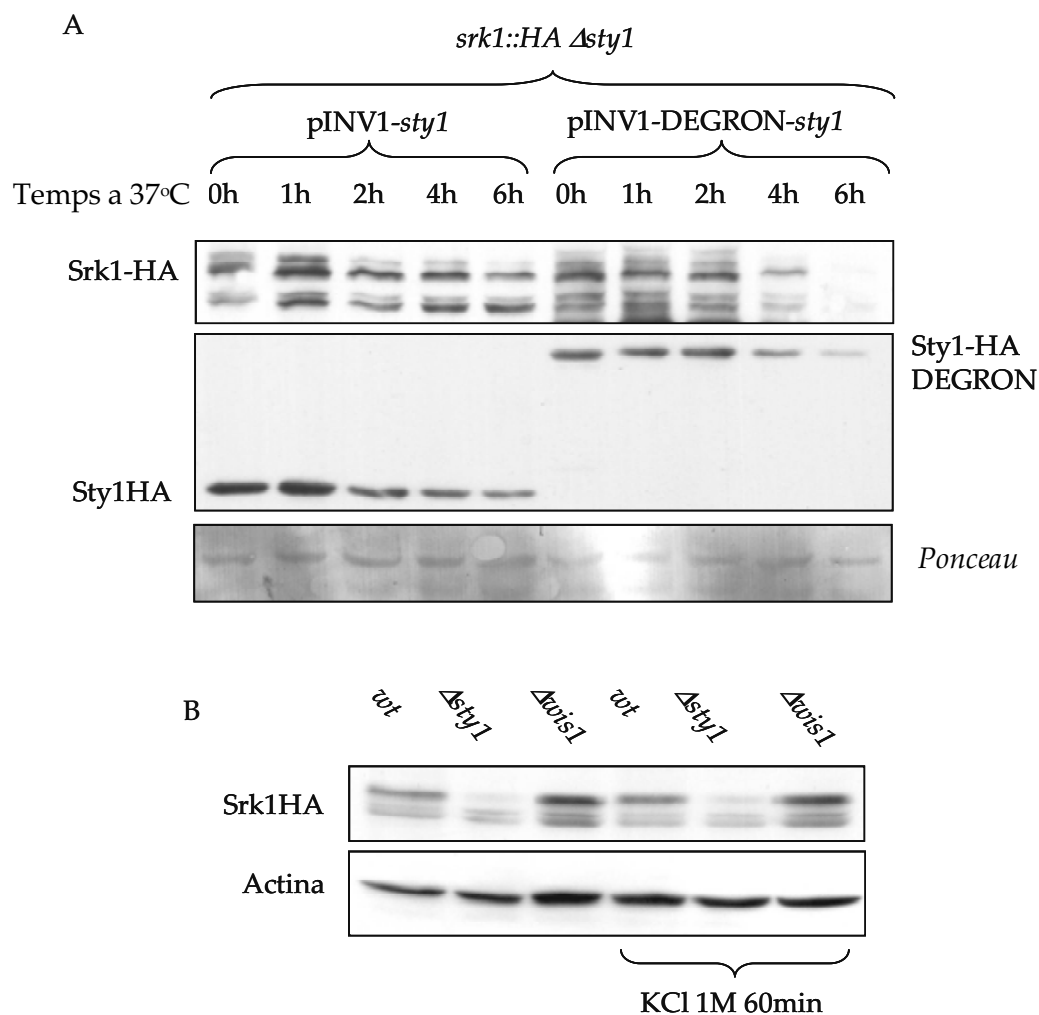 A
srk1::HA Δsty1
pINV1-sty1 pINV1-DEGRON-sty1
Temps a 37ºC 0h 1h 2h 4h 6h 0h 1h 2h 4h 6h
Srk1-HA
Sty1-HA
DEGRON
Sty1HA
Ponceau
B
wt Δsty1 Δwis1 wt Δsty1 Δwis1
Srk1HA
Actina
KCl 1M 60min